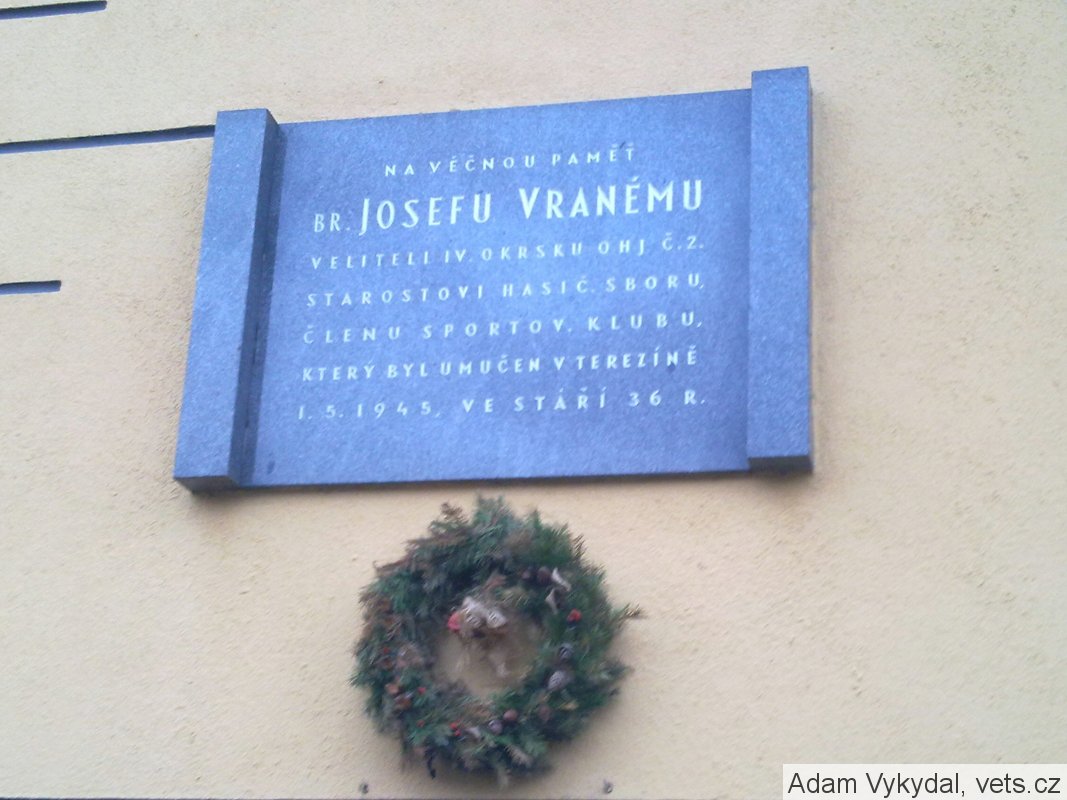 NA VĚČNOU PAMĚŤ
BR. JOSEFU VRANÉMU
VELITELI IV. OKRSKU OHJ Č. 2.
STAROSTOVI HASIČ. SBORU,
ČLENU SPORTOV. KLUBU,
KTERÝ BYL UMUČEN V TEREZÍNĚ
1. 5. 1945, VE STÁŘÍ 36 R.
Adam Vykydal, vets.cz